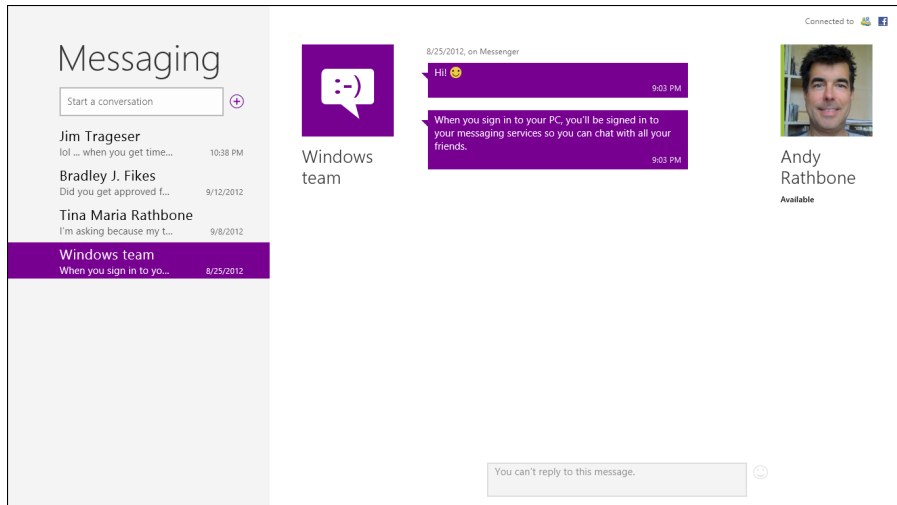 Connected to
Messaging
Start a conversation
Jim Trageser
lol ... when you get time...
10:38 PM
Bradley J. Fikes
Did you get approved f...
9/12/2012
Tina Maria Rathbone
I'm asking because my t...
9/8/2012
Windows team
When you sign in to yo...
8/25/2012
:-)
Windows
team
8/25/2012, on Messenger
Hi!
9:03 PM
When you sign in to your PC, you'll be signed in to
your messaging services so you can chat with all your
friends.
9:03 PM
You can't reply to this message.
Andy
Rathbone
Available